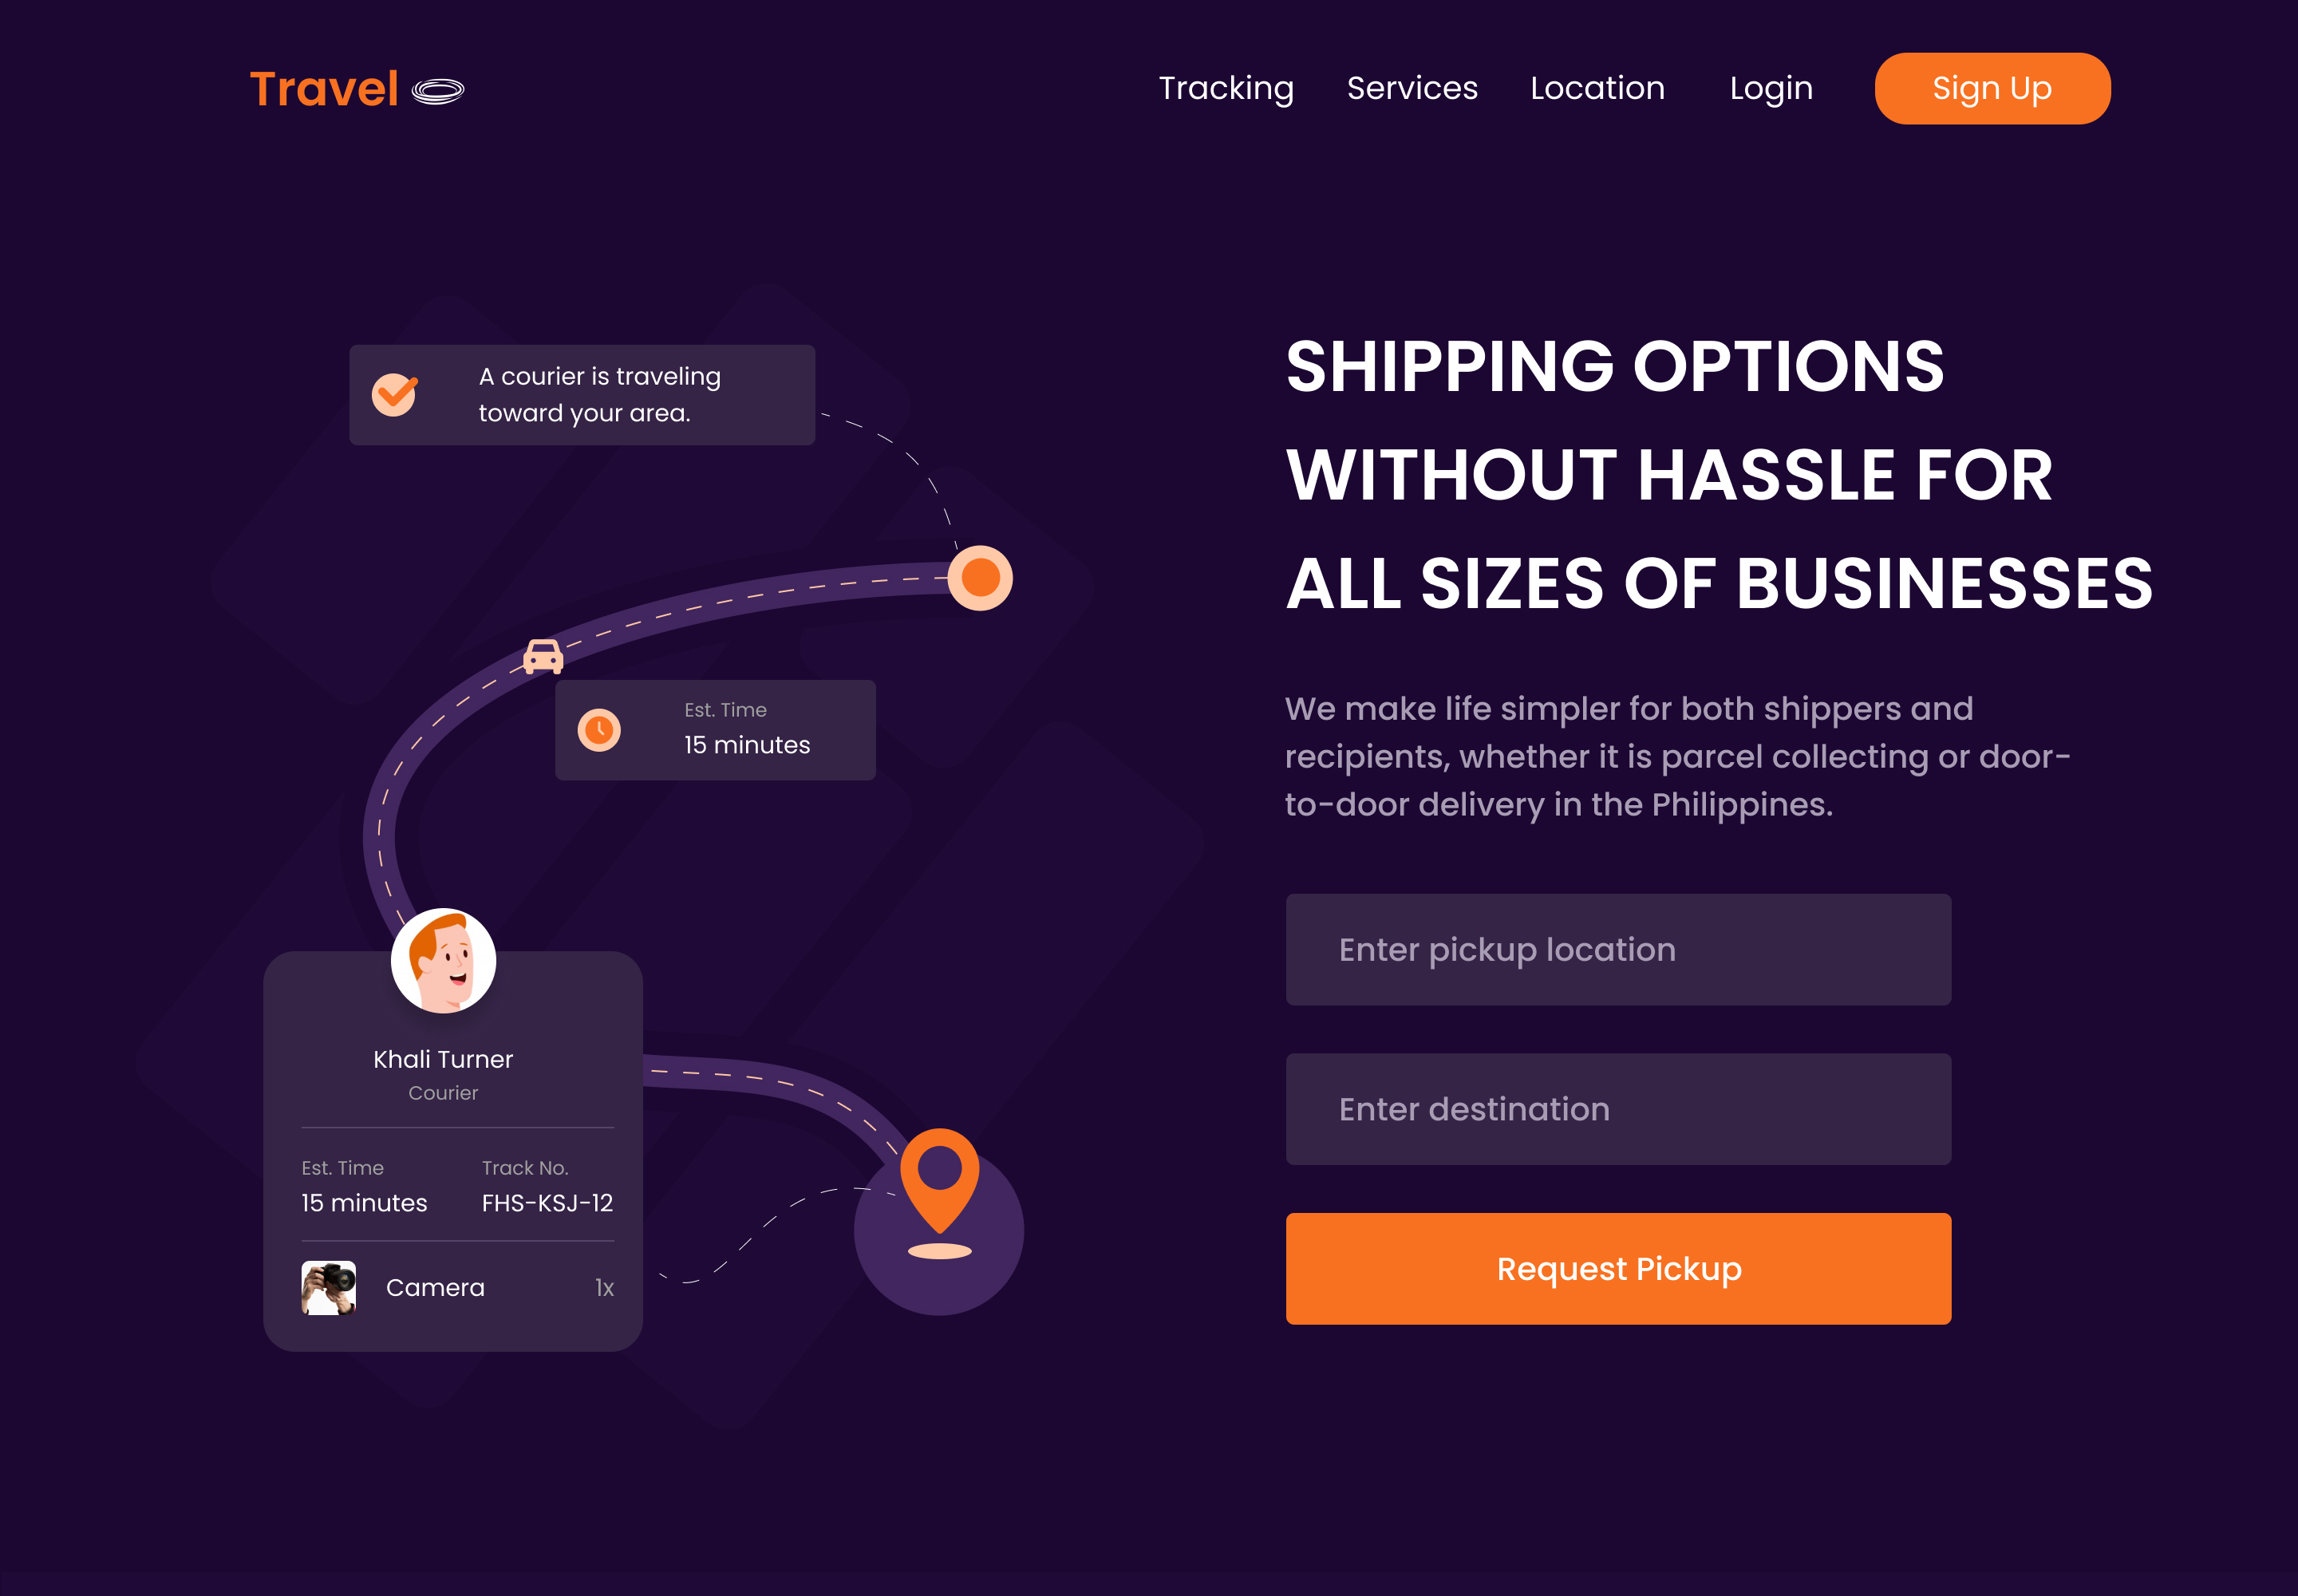 Travel
Tracking Services Location Login Sign Up
A courier is traveling
toward your area.
Est. Time
15 minutes
Khali Turner
Courier
Est. Time Track No.
15 minutes FHS-KSJ-12
Camera 1x
SHIPPING OPTIONS
WITHOUT HASSLE FOR
ALL SIZES OF BUSINESSES
We make life simpler for both shippers and
recipients, whether it is parcel collecting or door-
to-door delivery in the Philippines.
Enter pickup location
Enter destination
Request Pickup